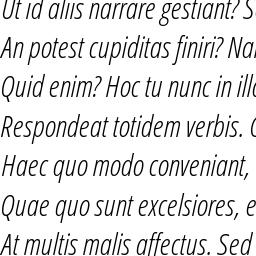 Ut id aliis narrare gestiant? S
An potest cupiditas finiri? Na
Quid enim? Hoc tu nunc in ill
Respondeat totidem verbis.
Haec quo modo conveniant,
Quae quo sunt excelsiores, e
At multis malis affectus. Sed